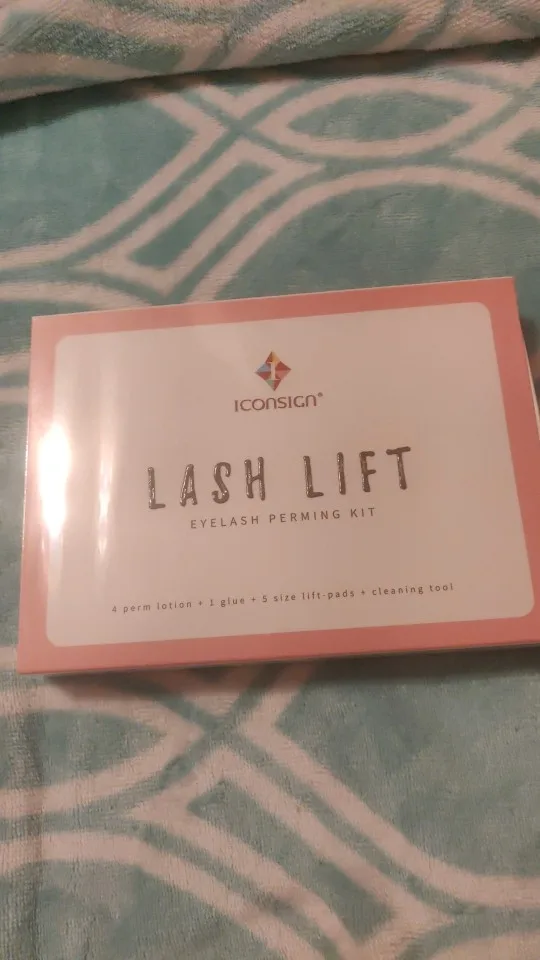 ICONSIGN®
LASH LIFT
EYELASH PERMING KIT
4 perm lotion + 1 glue + 5 size lift-pads + cleaning tool